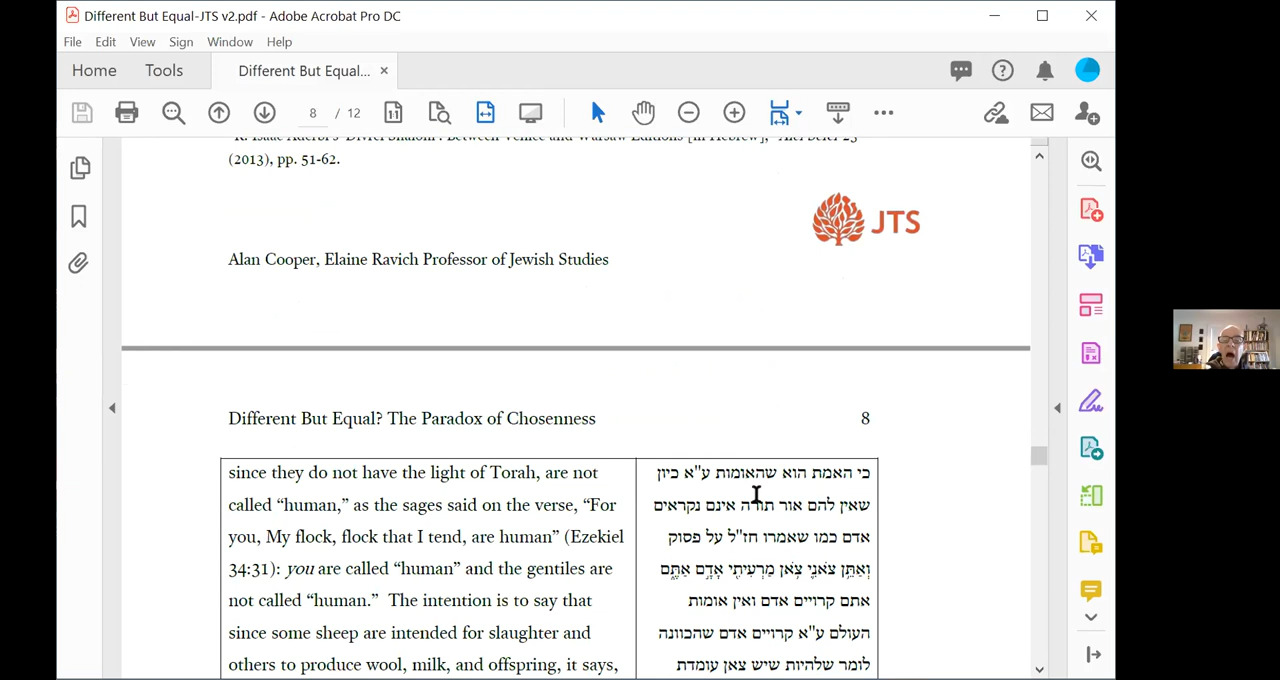 Different But Equal-JTS v2.pdf - Adobe Acrobat Pro DC
File Edit View Sign Window Help
Home Tools Different But Equal... ×
8 / 12
(2013), pp. 51-62.
JTS
Alan Cooper, Elaine Ravich Professor of Jewish Studies
Different But Equal? The Paradox of Chosenness 8
since they do not have the light of Torah, are not
called “human,” as the sages said on the verse, “For
you, My flock, flock that I tend, are human” (Ezekiel
34:31): you are called “human” and the gentiles are
not called “human.” The intention is to say that
since some sheep are intended for slaughter and
others to produce wool, milk, and offspring, it says,
כי האמת הוא שהאומות ע"א כיון
שאין להם אור תורה אינם נקראים
אדם כמו שאמרו חז"ל על פסוק
וְאַתֵּ֥ן צֹאנִ֛י צֹ֥אן מַרְעִיתִ֖י אָדָ֣ם אַתֶּ֑ם
אתם קרויים אדם ואין אומות
העולם ע"א קרויים אדם שהכוונה
לומר שלהיות שיש צאן עומדת